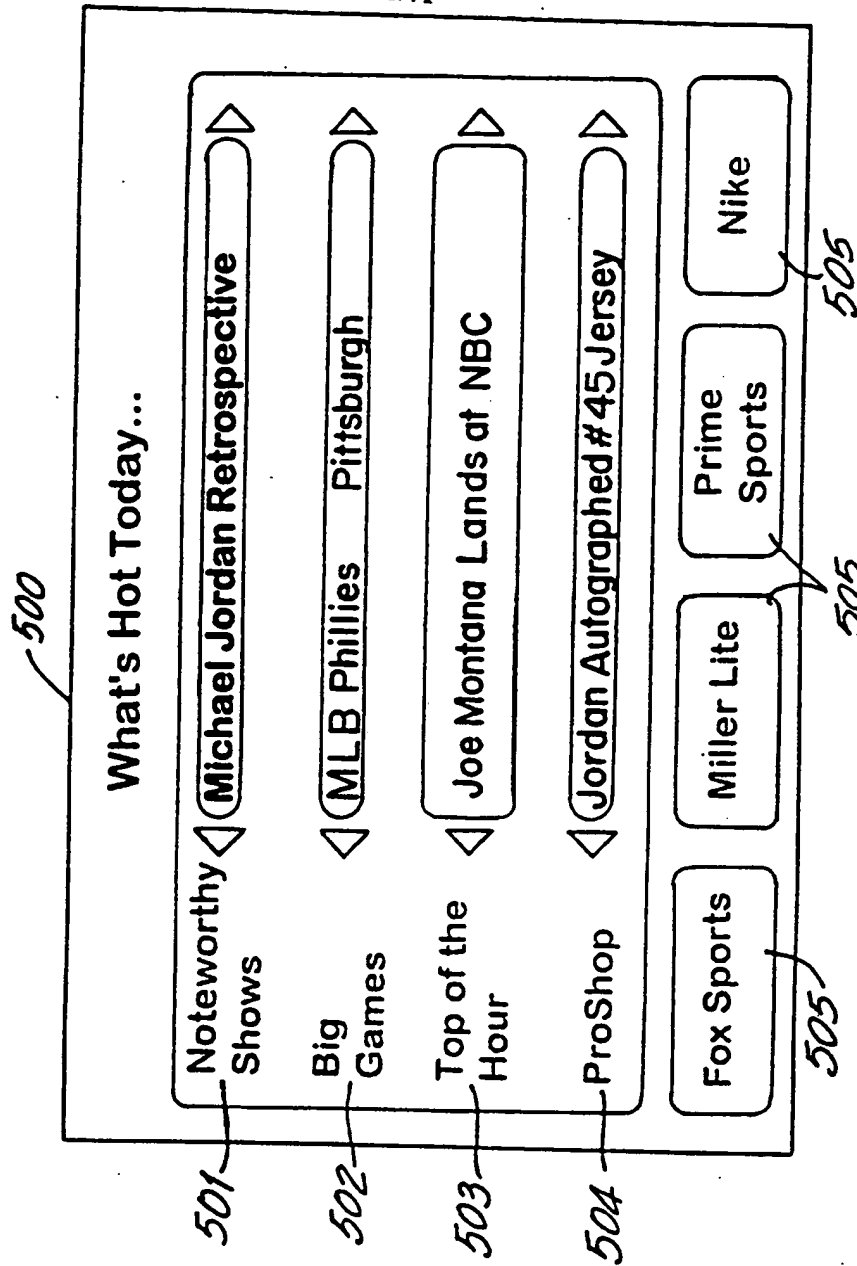 500
What's Hot Today...
501
Noteworthy
Shows
Michael Jordan Retrospective
502
Big
Games
MLB Phillies Pittsburgh
503
Top of the
Hour
Joe Montana Lands at NBC
504
ProShop
Jordan Autographed #45 Jersey
Fox Sports
Miller Lite
Prime
Sports
Nike
505
505
505